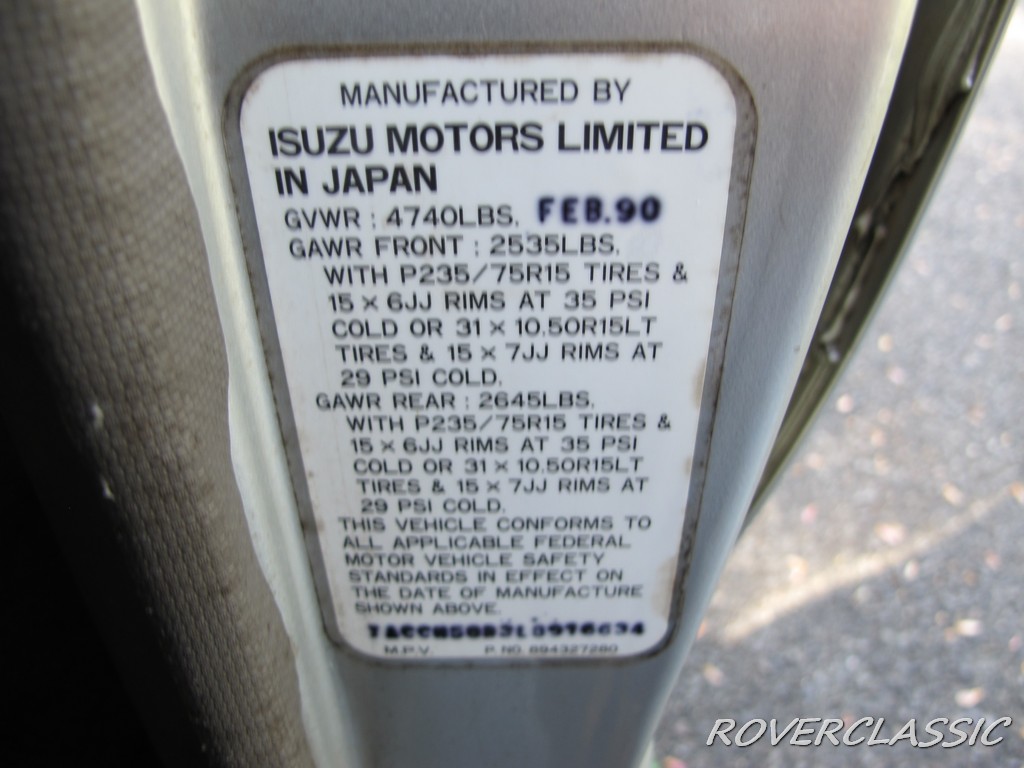 MANUFACTURED BY
ISUZU MOTORS LIMITED
IN JAPAN
GVWR : 4740LBS. FEB.90
GAWR FRONT : 2535LBS.
WITH P235/75R15 TIRES &
15 × 6JJ RIMS AT 35 PSI
COLD OR 31 × 10.50R15LT
TIRES & 15 × 7JJ RIMS AT
29 PSI COLD.
GAWR REAR : 2645LBS.
WITH P235/75R15 TIRES &
15 × 6JJ RIMS AT 35 PSI
COLD OR 31 × 10.50R15LT
TIRES & 15 × 7JJ RIMS AT
29 PSI COLD.
THIS VEHICLE CONFORMS TO
ALL APPLICABLE FEDERAL
MOTOR VEHICLE SAFETY
STANDARDS IN EFFECT ON
THE DATE OF MANUFACTURE
SHOWN ABOVE.
M.P.V. P. NO. 894327280
ROVERCLASSIC